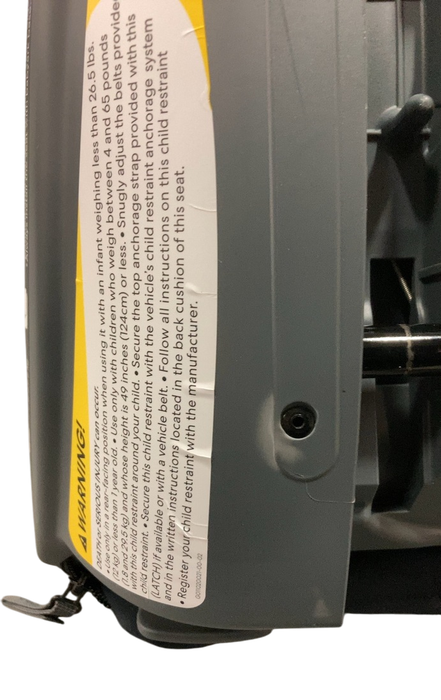 WARNING!
DEATH or SERIOUS INJURY can occur.
• Use only in a rear-facing position when using it with an infant weighing less than 26.5 lbs.
(12 kg) or less than 1 year old. • Use only with children who weigh between 4 and 65 pounds
(1.8 and 29.5 kg) and whose height is 49 inches (124cm) or less. • Snugly adjust the belts provide
with this child restraint around your child. • Secure the top anchorage strap provided with this
child restraint. • Secure this child restraint with the vehicle's child restraint anchorage system
(LATCH) if available or with a vehicle belt. • Follow all instructions on this child restraint
and in the written instructions located in the back cushion of this seat.
• Register your child restraint with the manufacturer.